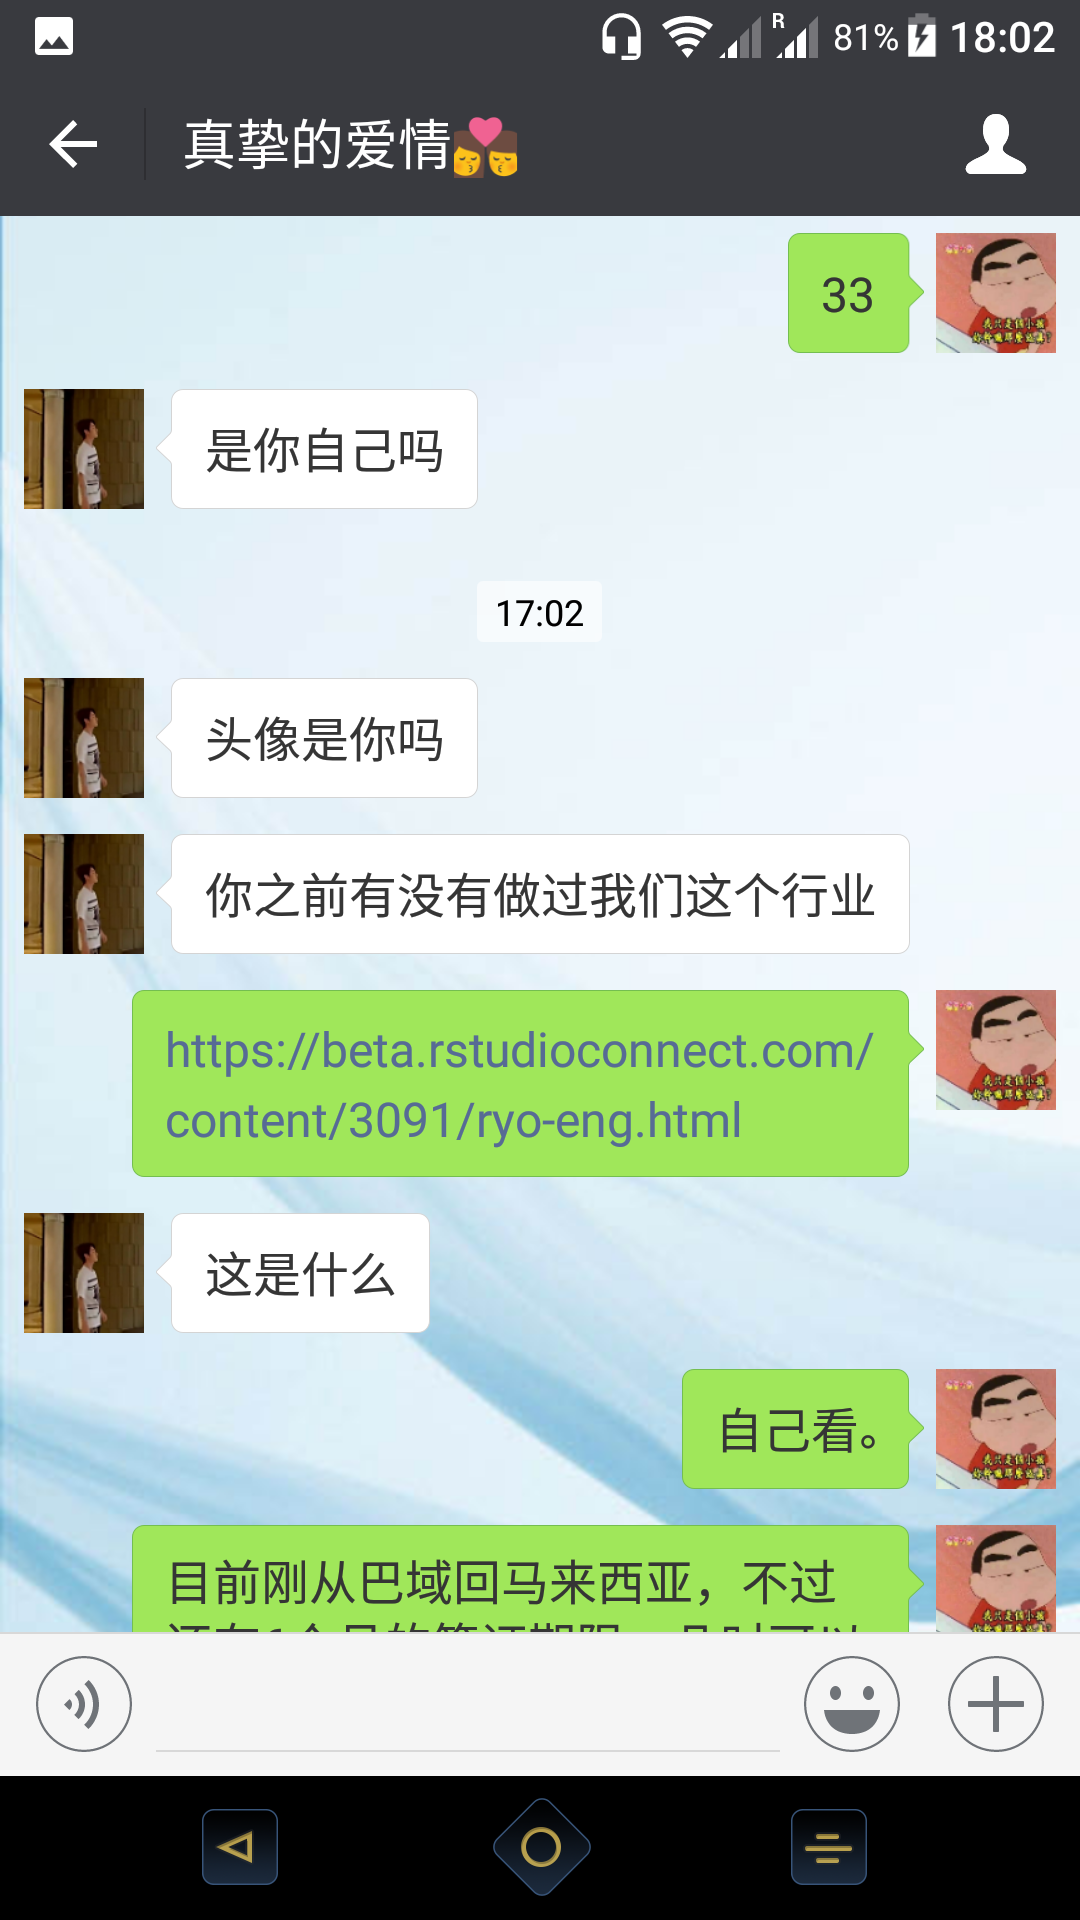 R 81% 18:02
真挚的爱情
33
是你自己吗
17:02
头像是你吗
你之前有没有做过我们这个行业
https://beta.rstudioconnect.com/
content/3091/ryo-eng.html
这是什么
自己看。
目前刚从巴域回马来西亚，不过